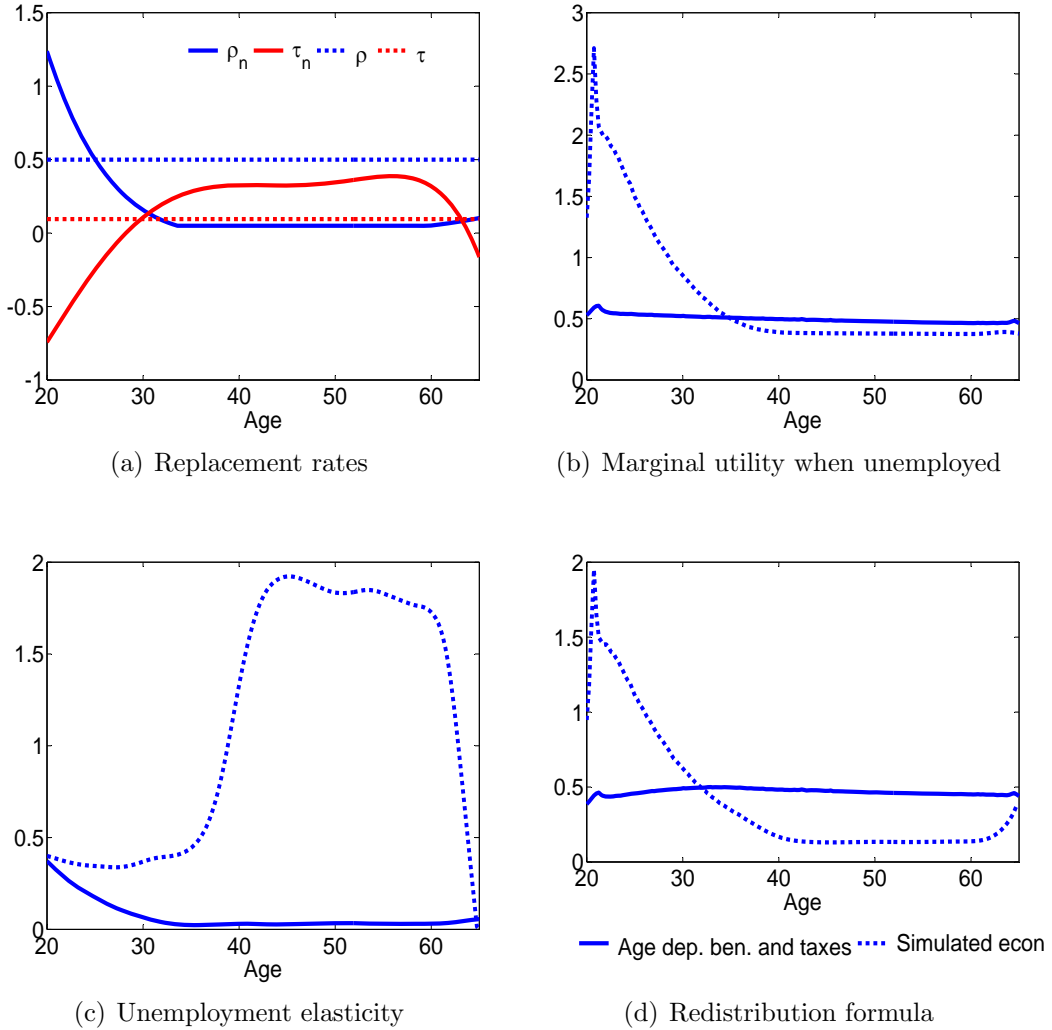 1.5
1
0.5
0
-0.5
-1
ρn τn ρ τ
20 30 40 50 60
Age
(a) Replacement rates
3
2.5
2
1.5
1
0.5
0
20 30 40 50 60
Age
(b) Marginal utility when unemployed
2
1.5
1
0.5
0
20 30 40 50 60
Age
(c) Unemployment elasticity
2
1.5
1
0.5
0
20 30 40 50 60
Age
Age dep. ben. and taxes Simulated econ
(d) Redistribution formula